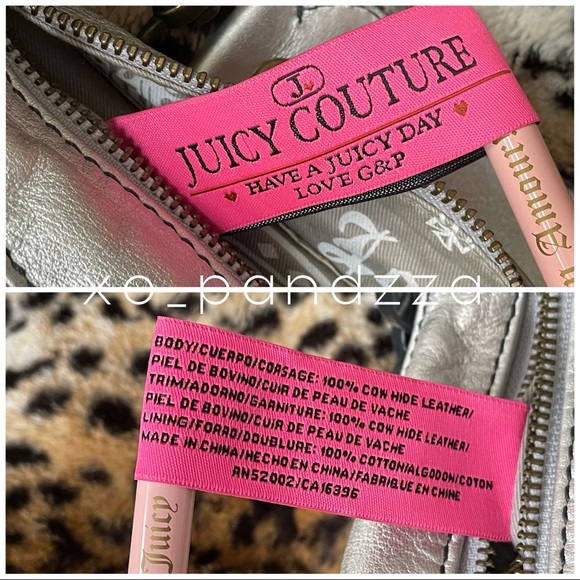 J.
JUICY COUTURE
HAVE A JUICY DAY
LOVE G&P
xo_pandzza
BODY/CUERPO/CORSAGE: 100% COW HIDE LEATHER/
PIEL DE BOVINO/CUIR DE PEAU DE VACHE
TRIM/ADORNO/GARNITURE: 100% COW HIDE LEATHER/
PIEL DE BOVINO/CUIR DE PEAU DE VACHE
LINING/FORRO/DOUBLURE: 100% COTTON/ALGODON/COTON
MADE IN CHINA/HECHO EN CHINA/FABRIQUE EN CHINE
RN52002/CA16396
Juicy